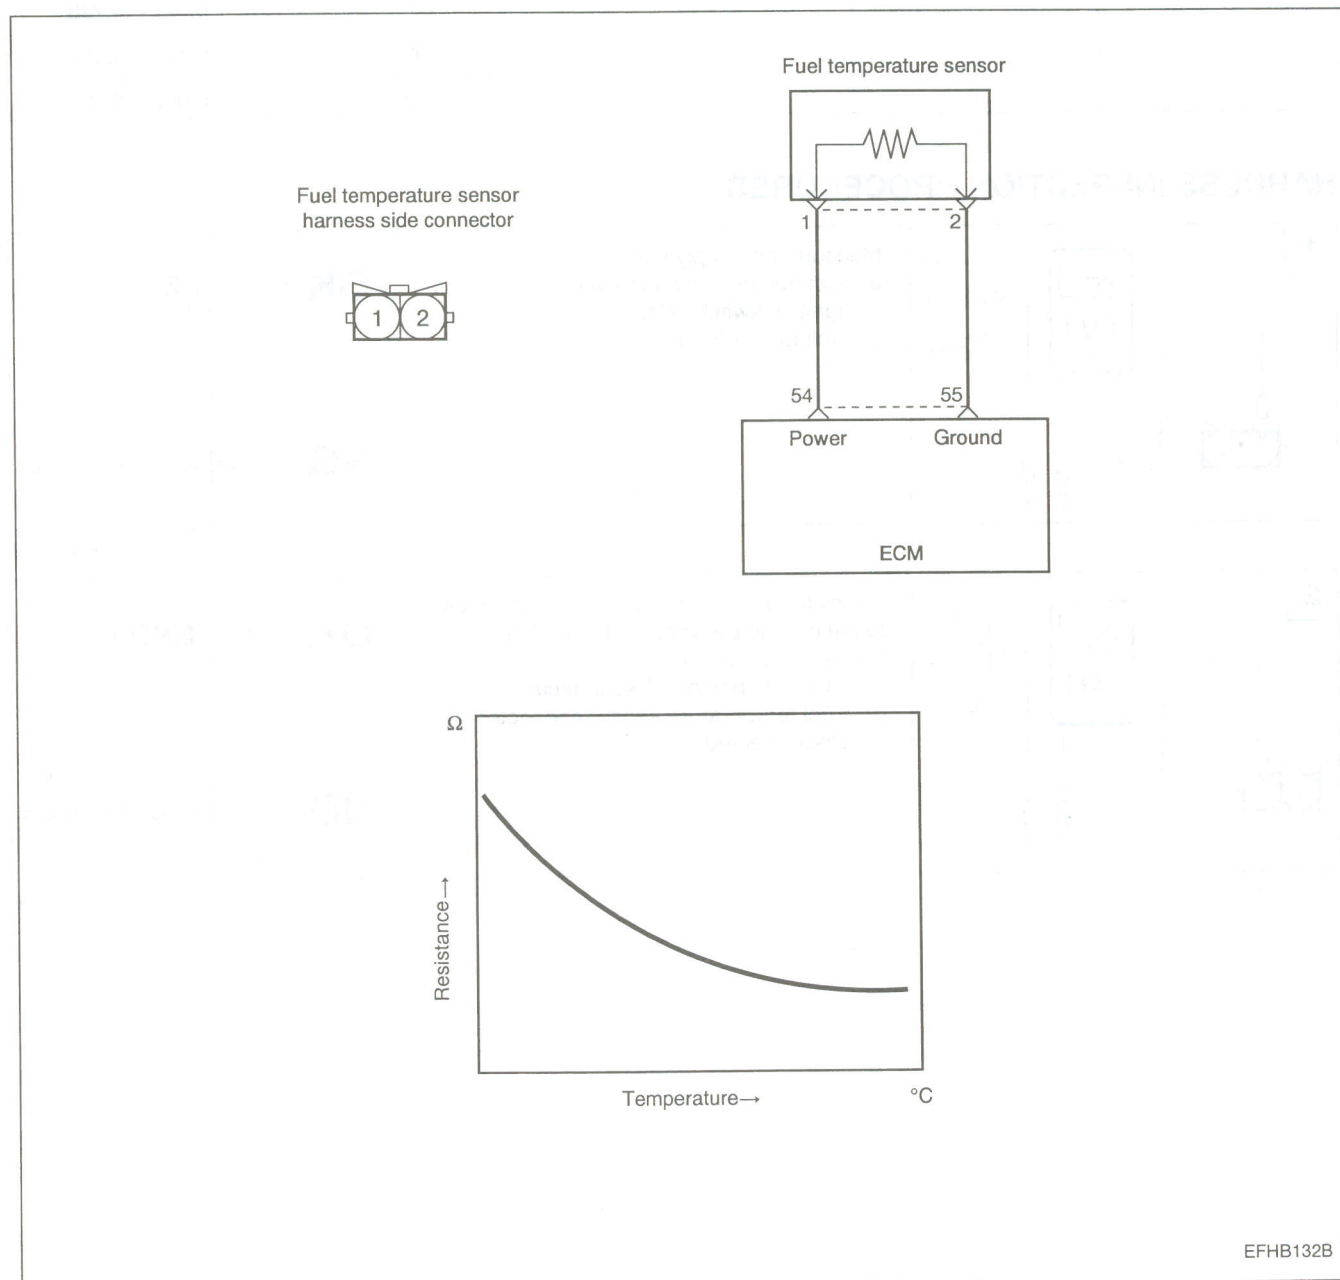 Fuel temperature sensor
Fuel temperature sensor
harness side connector
1 2
1 2
54 55
Power Ground
ECM
Ω
Resistance→
Temperature→ °C
EFHB132B